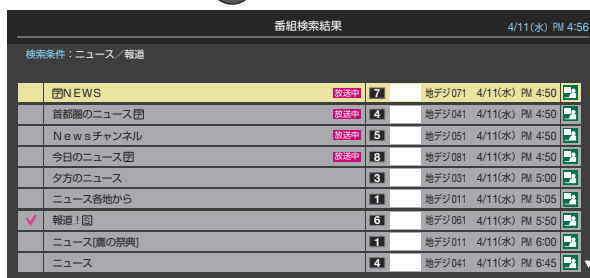 番組検索結果 4/11(水) PM 4:56
検索条件：ニュース／報道
🈑NEWS 放送中 7 地デジ071 4/11(水) PM 4:50
首都圏のニュース🈑 放送中 4 地デジ041 4/11(水) PM 4:50
Newsチャンネル 放送中 5 地デジ051 4/11(水) PM 4:50
今日のニュース🈑 放送中 8 地デジ081 4/11(水) PM 4:50
夕方のニュース 3 地デジ031 4/11(水) PM 5:00
ニュース各地から 1 地デジ011 4/11(水) PM 5:05
報道！🅂 6 地デジ061 4/11(水) PM 5:50
ニュース[鷹の祭典] 1 地デジ011 4/11(水) PM 6:00
ニュース 4 地デジ041 4/11(水) PM 6:45